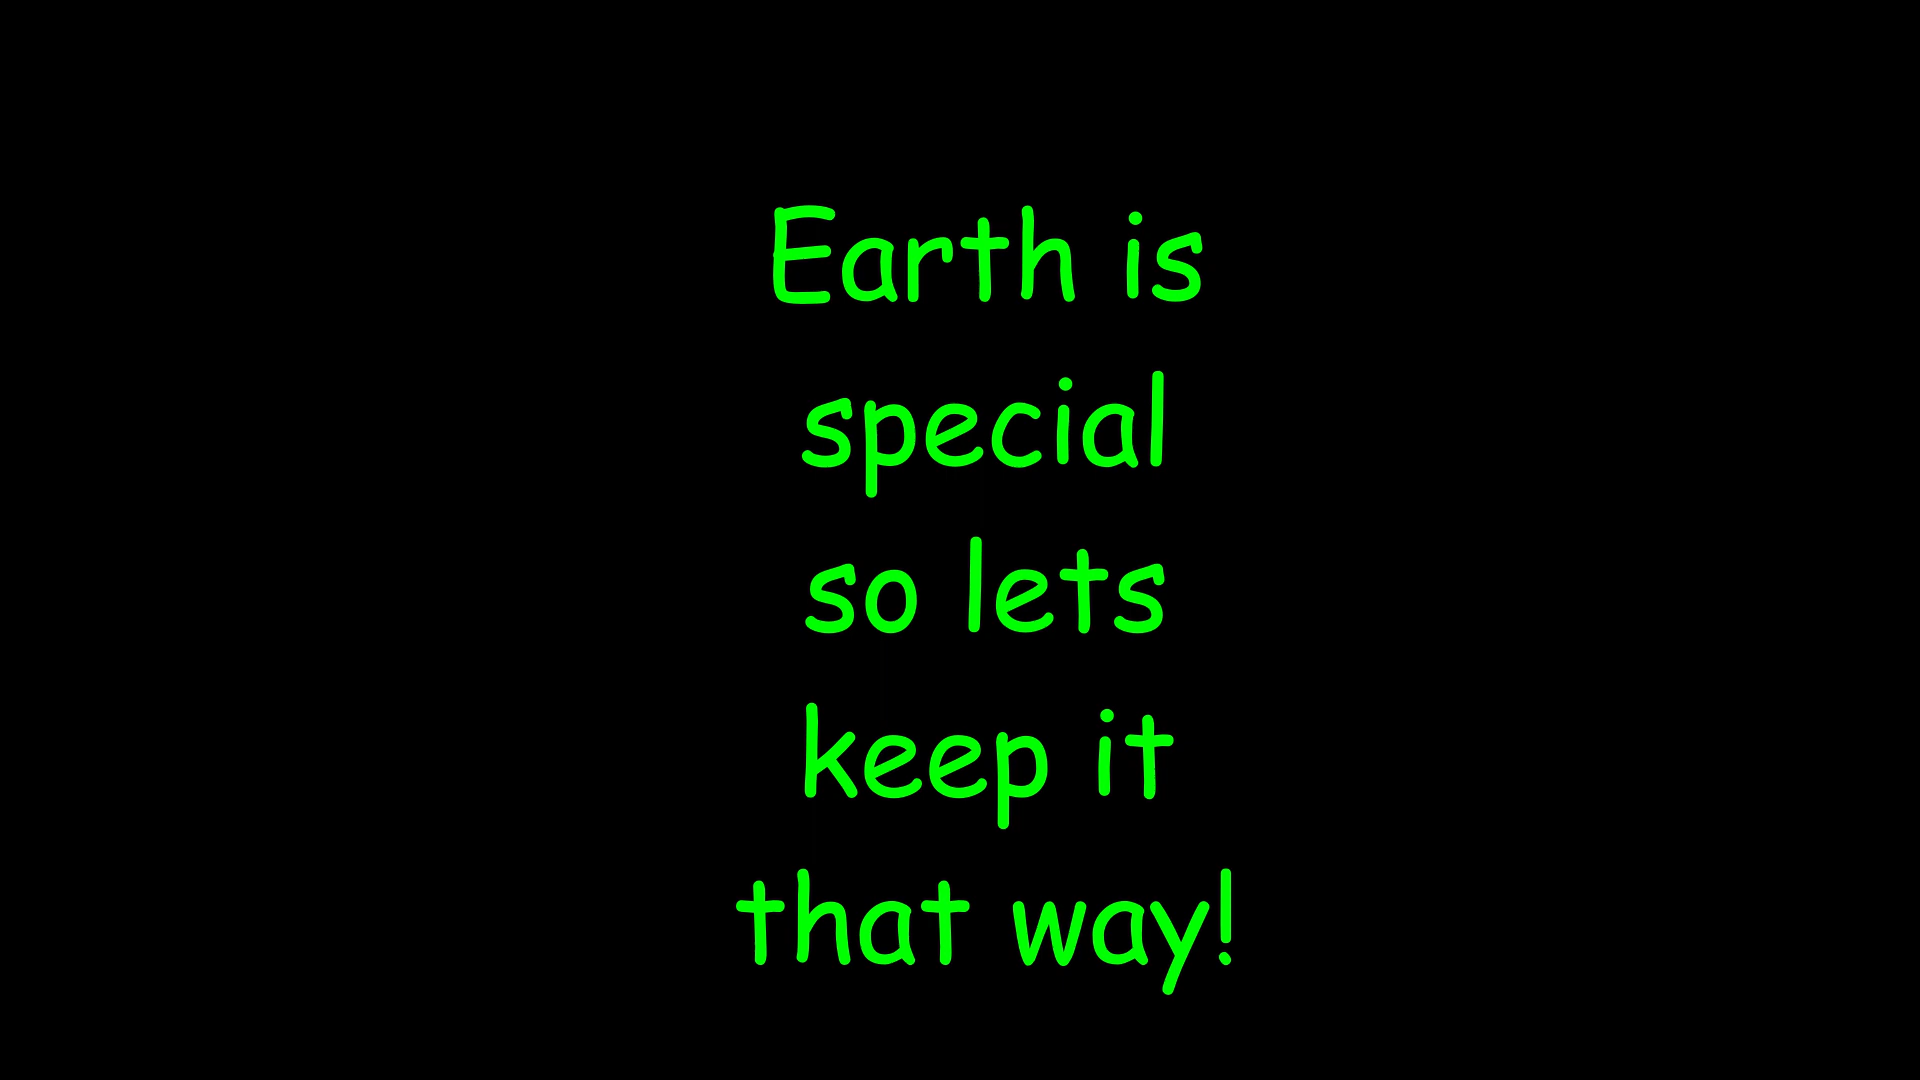 Earth is
special
so lets
keep it
that way!